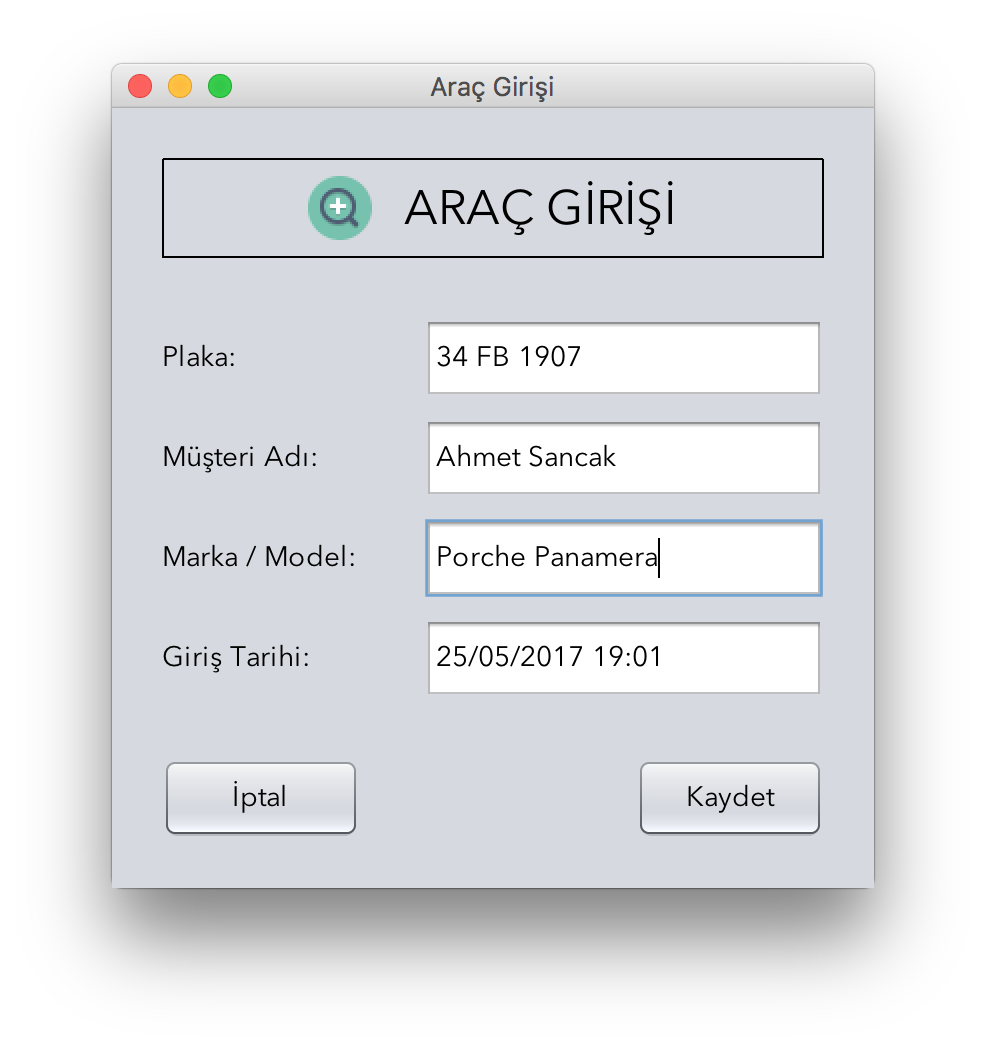 Araç Girişi
ARAÇ GİRİŞİ
Plaka: 34 FB 1907
Müşteri Adı: Ahmet Sancak
Marka / Model: Porche Panamera
Giriş Tarihi: 25/05/2017 19:01
İptal Kaydet